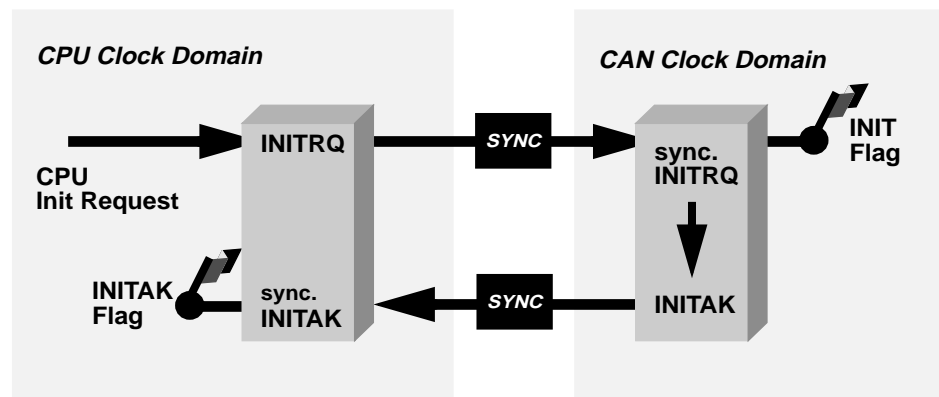 CPU Clock Domain
CAN Clock Domain
INITRQ
SYNC
sync.
INITRQ
INIT
Flag
CPU
Init Request
INITAK
Flag
sync.
INITAK
SYNC
INITAK